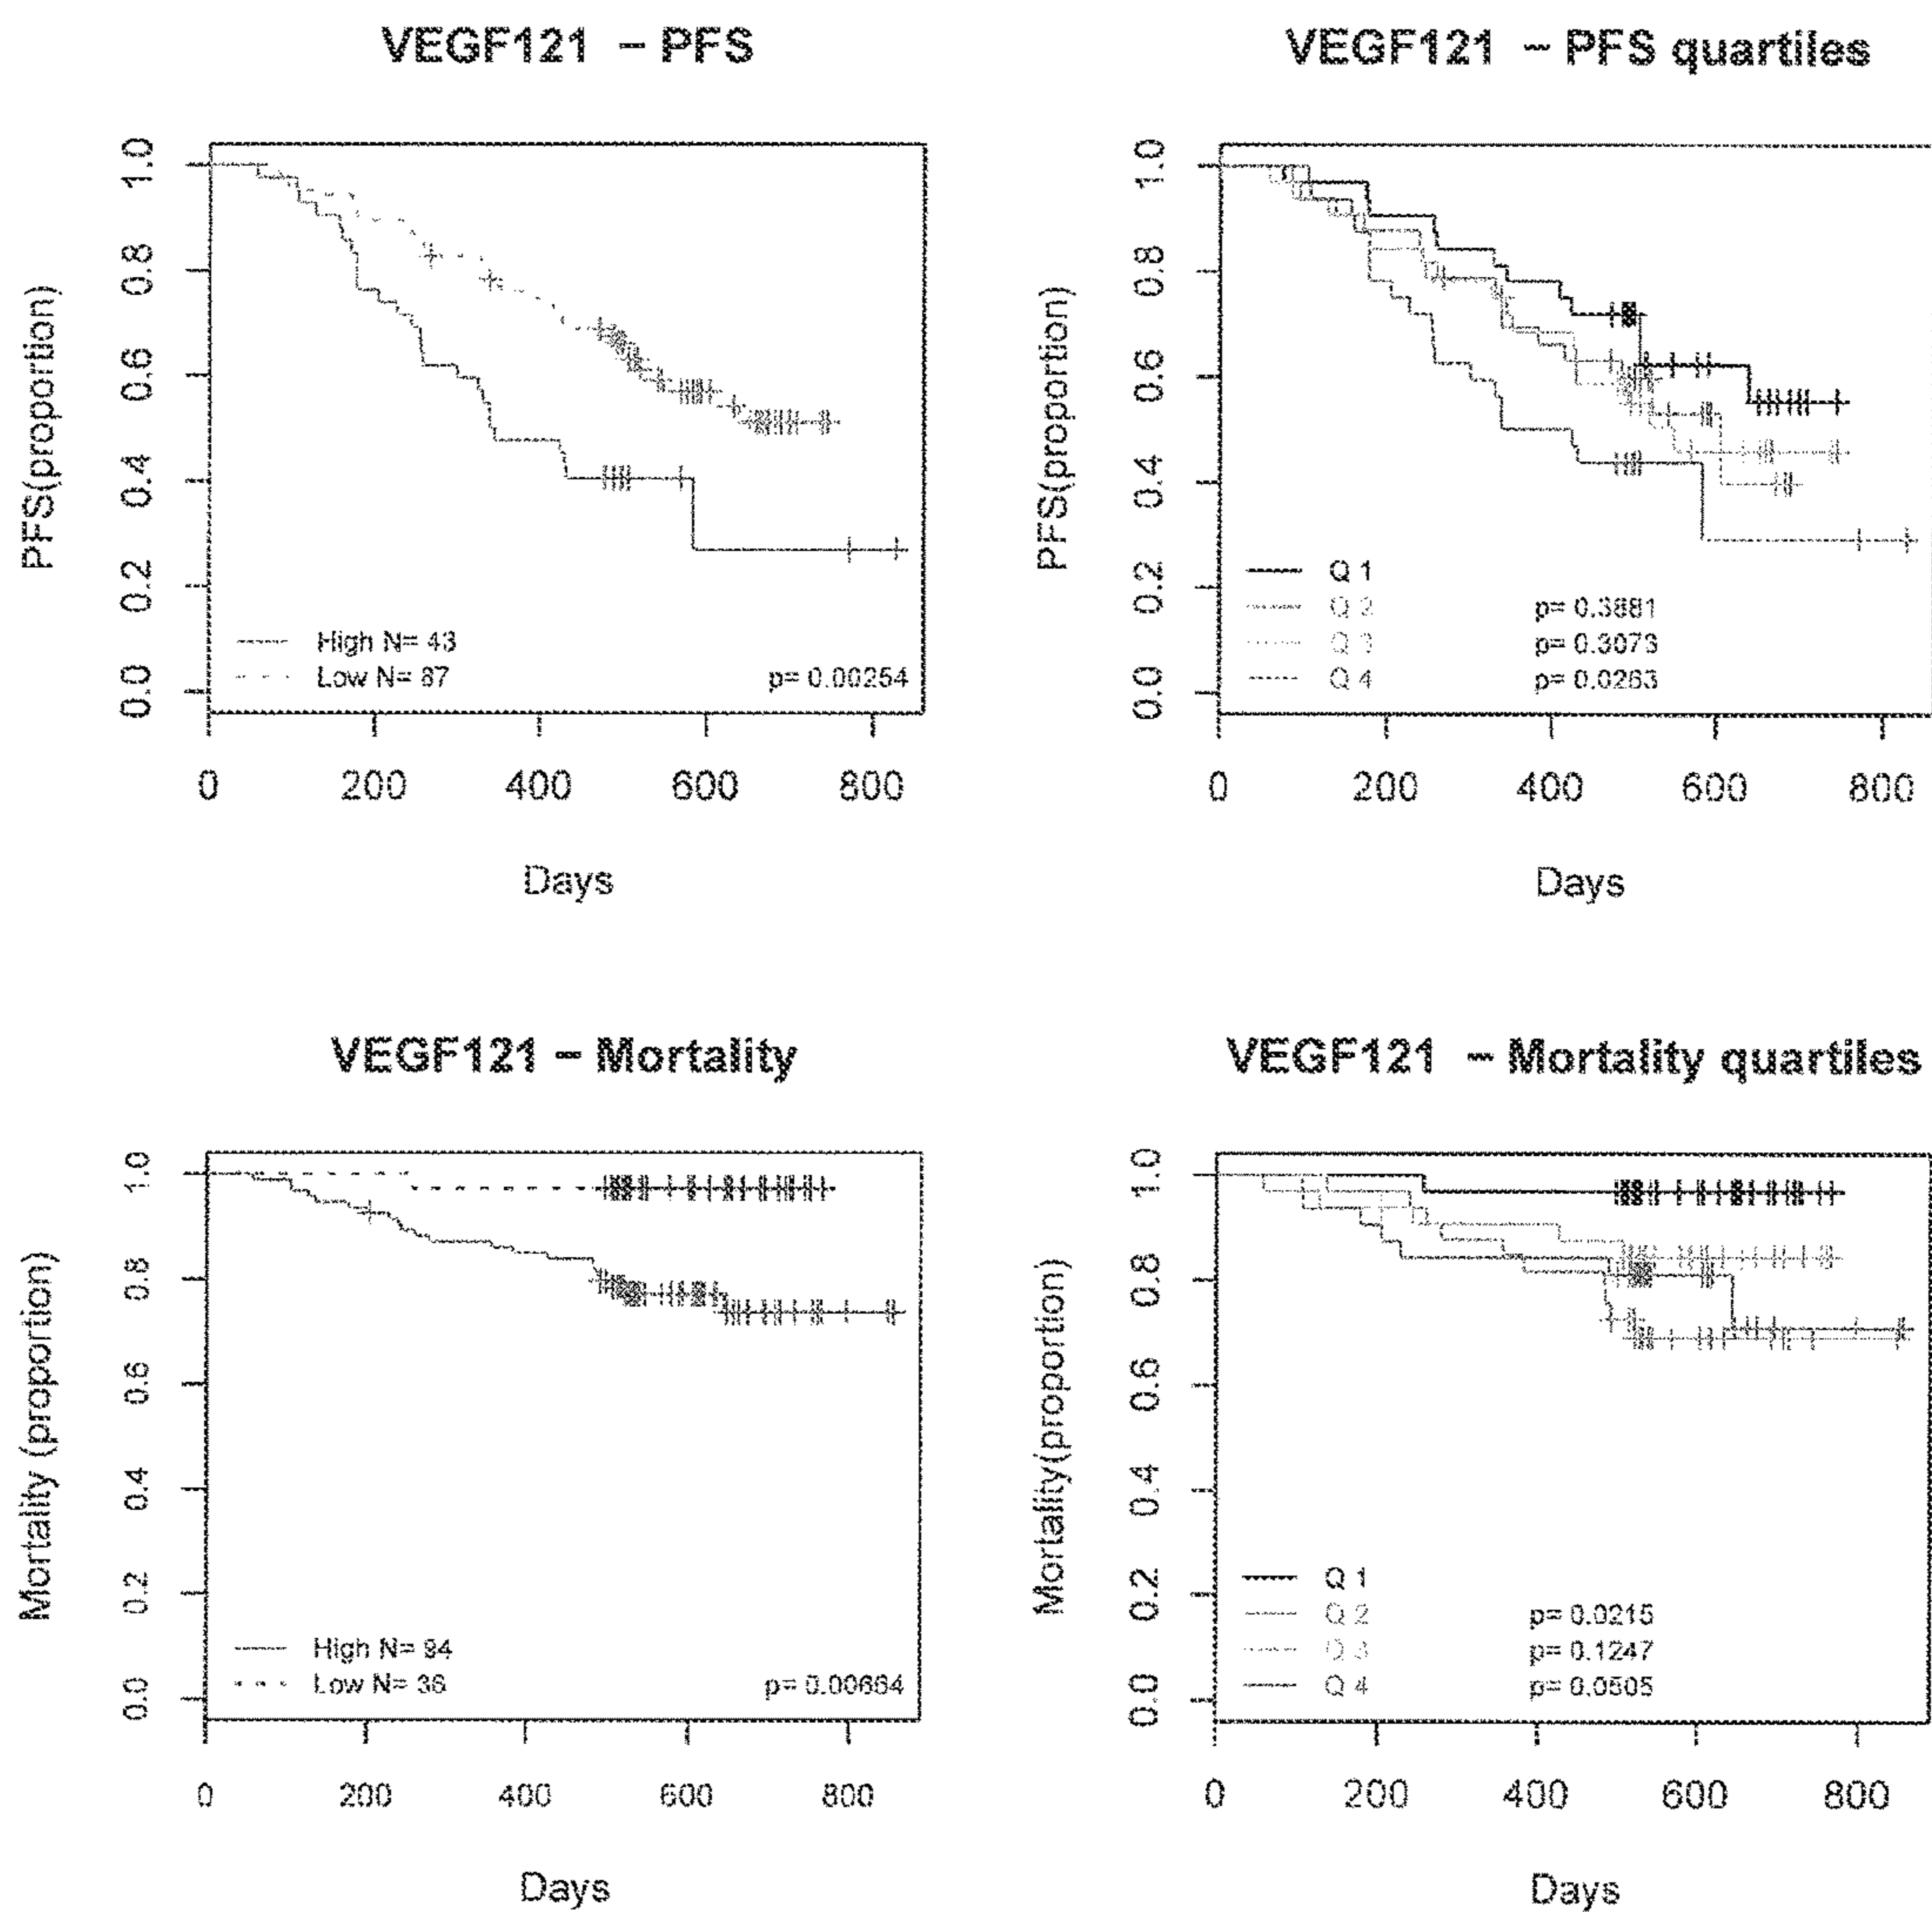 VEGF121 – PFS
PFS(proportion)
1.0
0.8
0.6
0.4
0.2
0.0
High N= 43
Low N= 87
p= 0.00254
0 200 400 600 800
Days
VEGF121 – PFS quartiles
PFS(proportion)
1.0
0.8
0.6
0.4
0.2
0.0
Q 1
Q 2 p= 0.3881
Q 3 p= 0.3073
Q 4 p= 0.0263
0 200 400 600 800
Days
VEGF121 – Mortality
Mortality (proportion)
1.0
0.8
0.6
0.4
0.2
0.0
High N= 94
Low N= 36
p= 0.00664
0 200 400 600 800
Days
VEGF121 – Mortality quartiles
Mortality(proportion)
1.0
0.8
0.6
0.4
0.2
0.0
Q 1
Q 2 p= 0.0215
Q 3 p= 0.1247
Q 4 p= 0.0505
0 200 400 600 800
Days